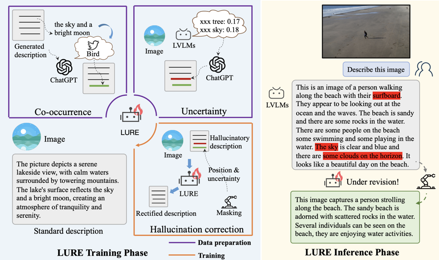 the sky and a
bright moon
Bird
Generated
description
ChatGPT
Co-occurrence
xxx tree: 0.17
xxx sky: 0.18
Image
LVLMs
ChatGPT
Uncertainty
LURE
Image
The picture depicts a serene
lakeside view, with calm waters
surrounded by towering mountains.
The lake's surface reflects the sky
and a bright moon, creating an
atmosphere of tranquility and
serenity.
Standard description
Image
Hallucinatory
description
LURE
Position &
uncertainty
Rectified description
Masking
Hallucination correction
Data preparation
Training
LURE Training Phase
Describe this image
LVLMs
This is an image of a person walking
along the beach with their surfboard.
They appear to be looking out at the
ocean and the waves. The beach is sandy
and there are some rocks in the water.
There are some people on the beach
some swimming and some playing in the
water. The sky is clear and blue and
there are some clouds on the horizon. It
looks like a beautiful day on the beach.
Under revision!
This image captures a person strolling
along the beach. The sandy beach is
adorned with scattered rocks in the water.
Several individuals can be seen on the
beach, they are enjoying water activities.
LURE Inference Phase